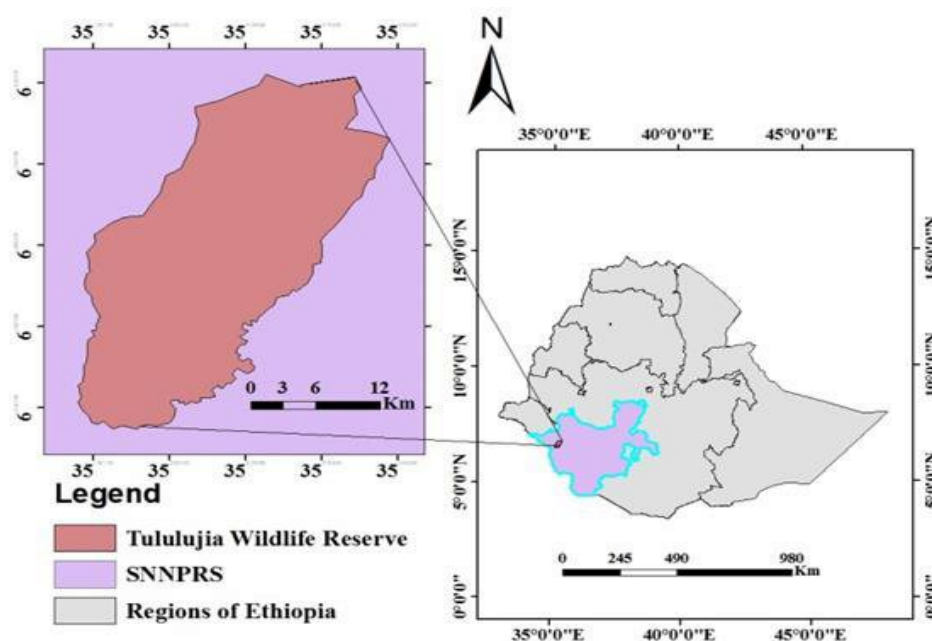 35 35 35 35 35
6
6
6
6
6
35 35 35 35 35
0 3 6 12
Km
N
35°0'0"E 40°0'0"E 45°0'0"E
15°0'0"N
10°0'0"N
5°0'0"N
0°0'0"
15°0'0"N
10°0'0"N
5°0'0"N
0°0'0"
0 245 490 980
Km
35°0'0"E 40°0'0"E 45°0'0"E
Legend
Tululujia Wildlife Reserve
SNNPRS
Regions of Ethiopia